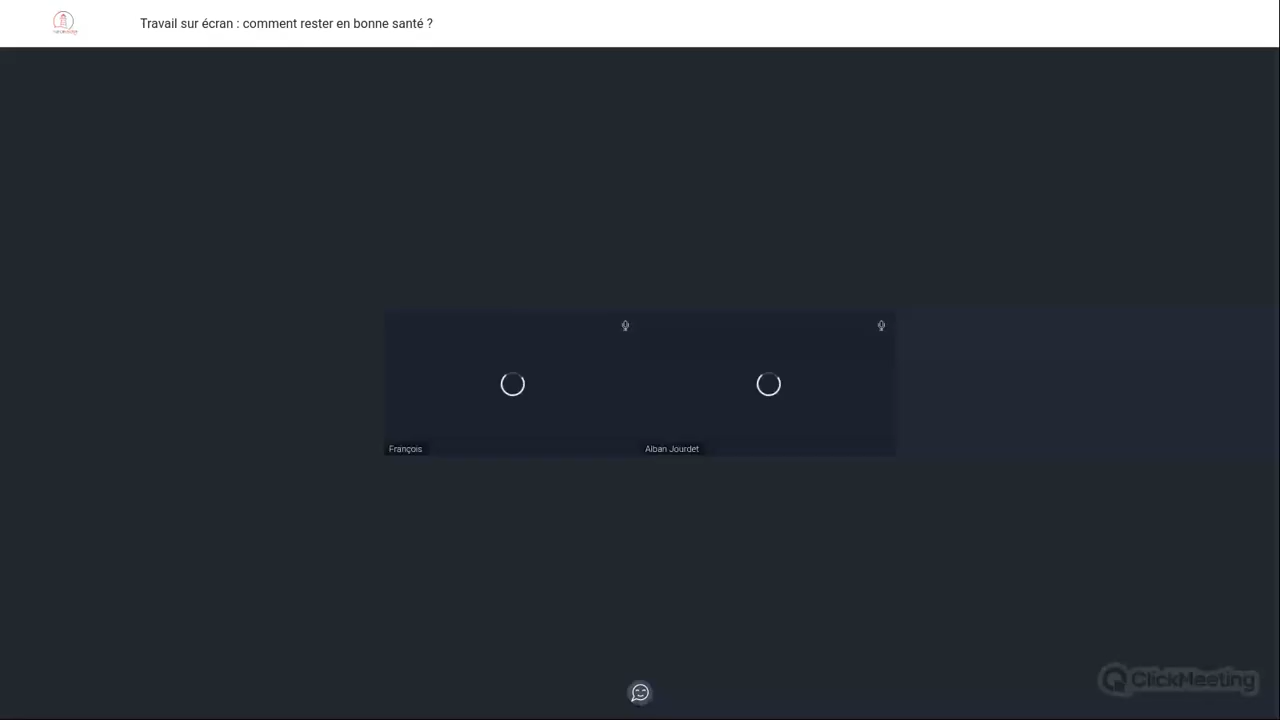 Travail sur écran : comment rester en bonne santé ?
François
Alban Jourdet
ClickMeeting